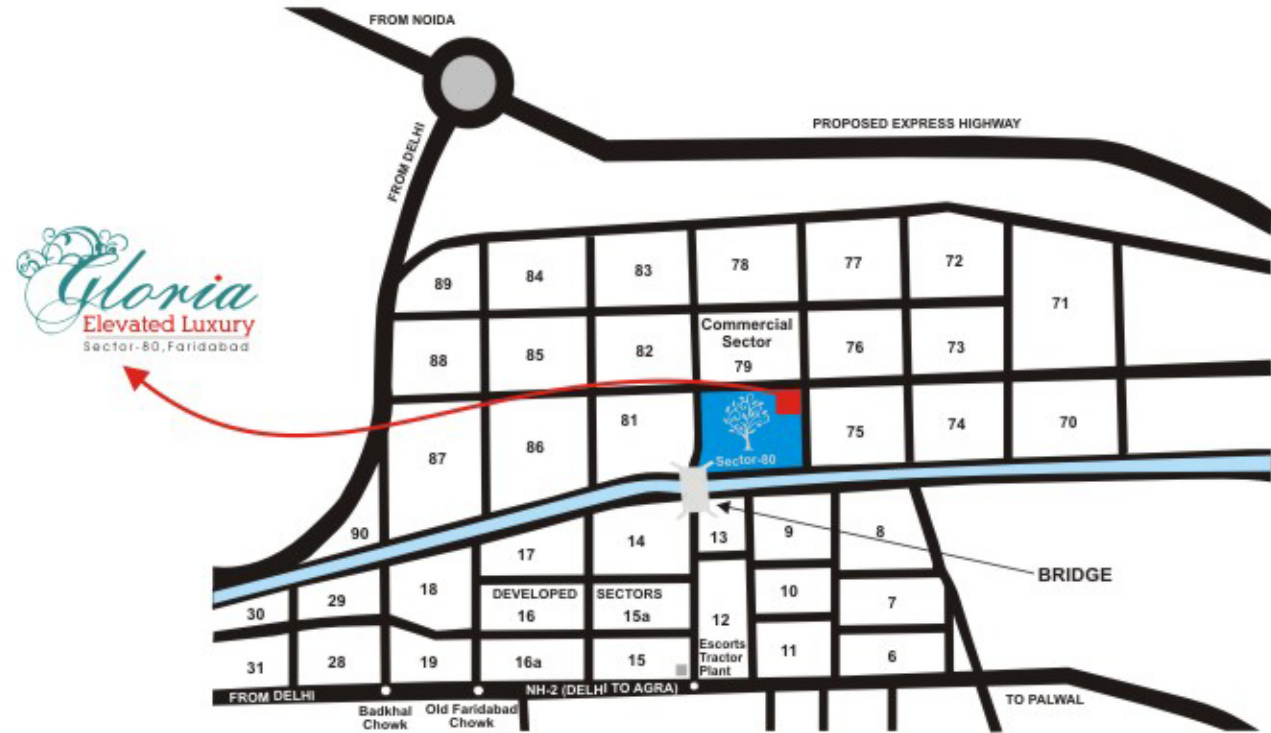 FROM NOIDA
PROPOSED EXPRESS HIGHWAY
FROM DELHI
Gloria
Elevated Luxury
Sector-80, Faridabad
89
84
83
78
77
72
71
88
85
82
Commercial
Sector
79
76
73
87
86
81
Sector-80
75
74
70
90
17
14
13
9
8
BRIDGE
30
29
18
DEVELOPED SECTORS
16
15a
12
10
7
31
28
19
16a
15
Escorts
Tractor
Plant
11
6
FROM DELHI
NH-2 (DELHI TO AGRA)
TO PALWAL
Badkhal
Chowk
Old Faridabad
Chowk